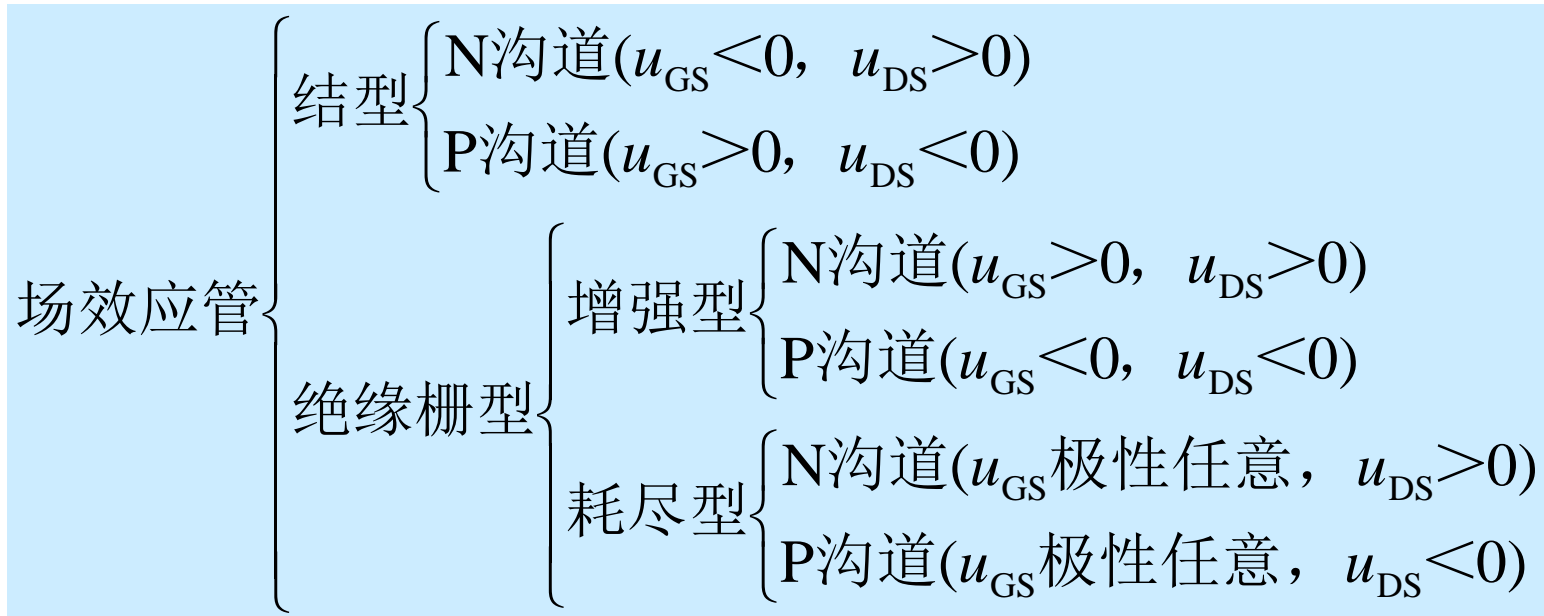 N沟道(uGS<0, uDS>0)
结型
P沟道(uGS>0, uDS<0)
N沟道(uGS>0, uDS>0)
增强型
场效应管
P沟道(uGS<0, uDS<0)
绝缘栅型
N沟道(uGS极性任意, uDS>0)
耗尽型
P沟道(uGS极性任意, uDS<0)